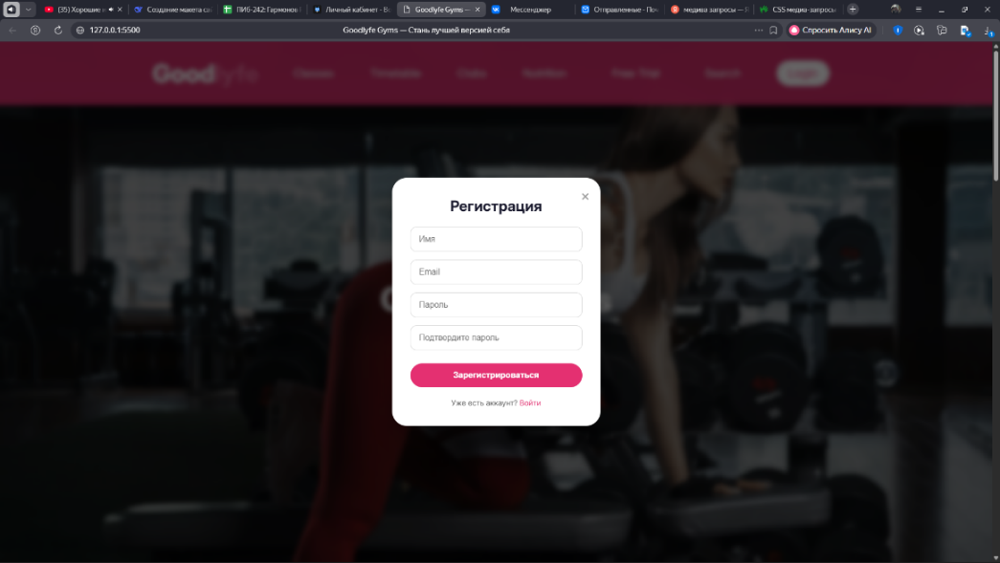 (35) Хорошие н
Создание макета са
ПИБ-242: Гармонов
Личный кабинет - Во
Goodlyfe Gyms —
Мессенджер
Отправленные - Поч
медива запросы — Я
CSS медиа-запросы
127.0.0.1:5500
Goodlyfe Gyms — Стань лучшей версией себя
Спросить Алису AI
Goodlyfe
Classes
Timetable
Clubs
Nutrition
Free Trial
Search
Login
Регистрация
Имя
Email
Пароль
Подтвердите пароль
Зарегистрироваться
Уже есть аккаунт? Войти